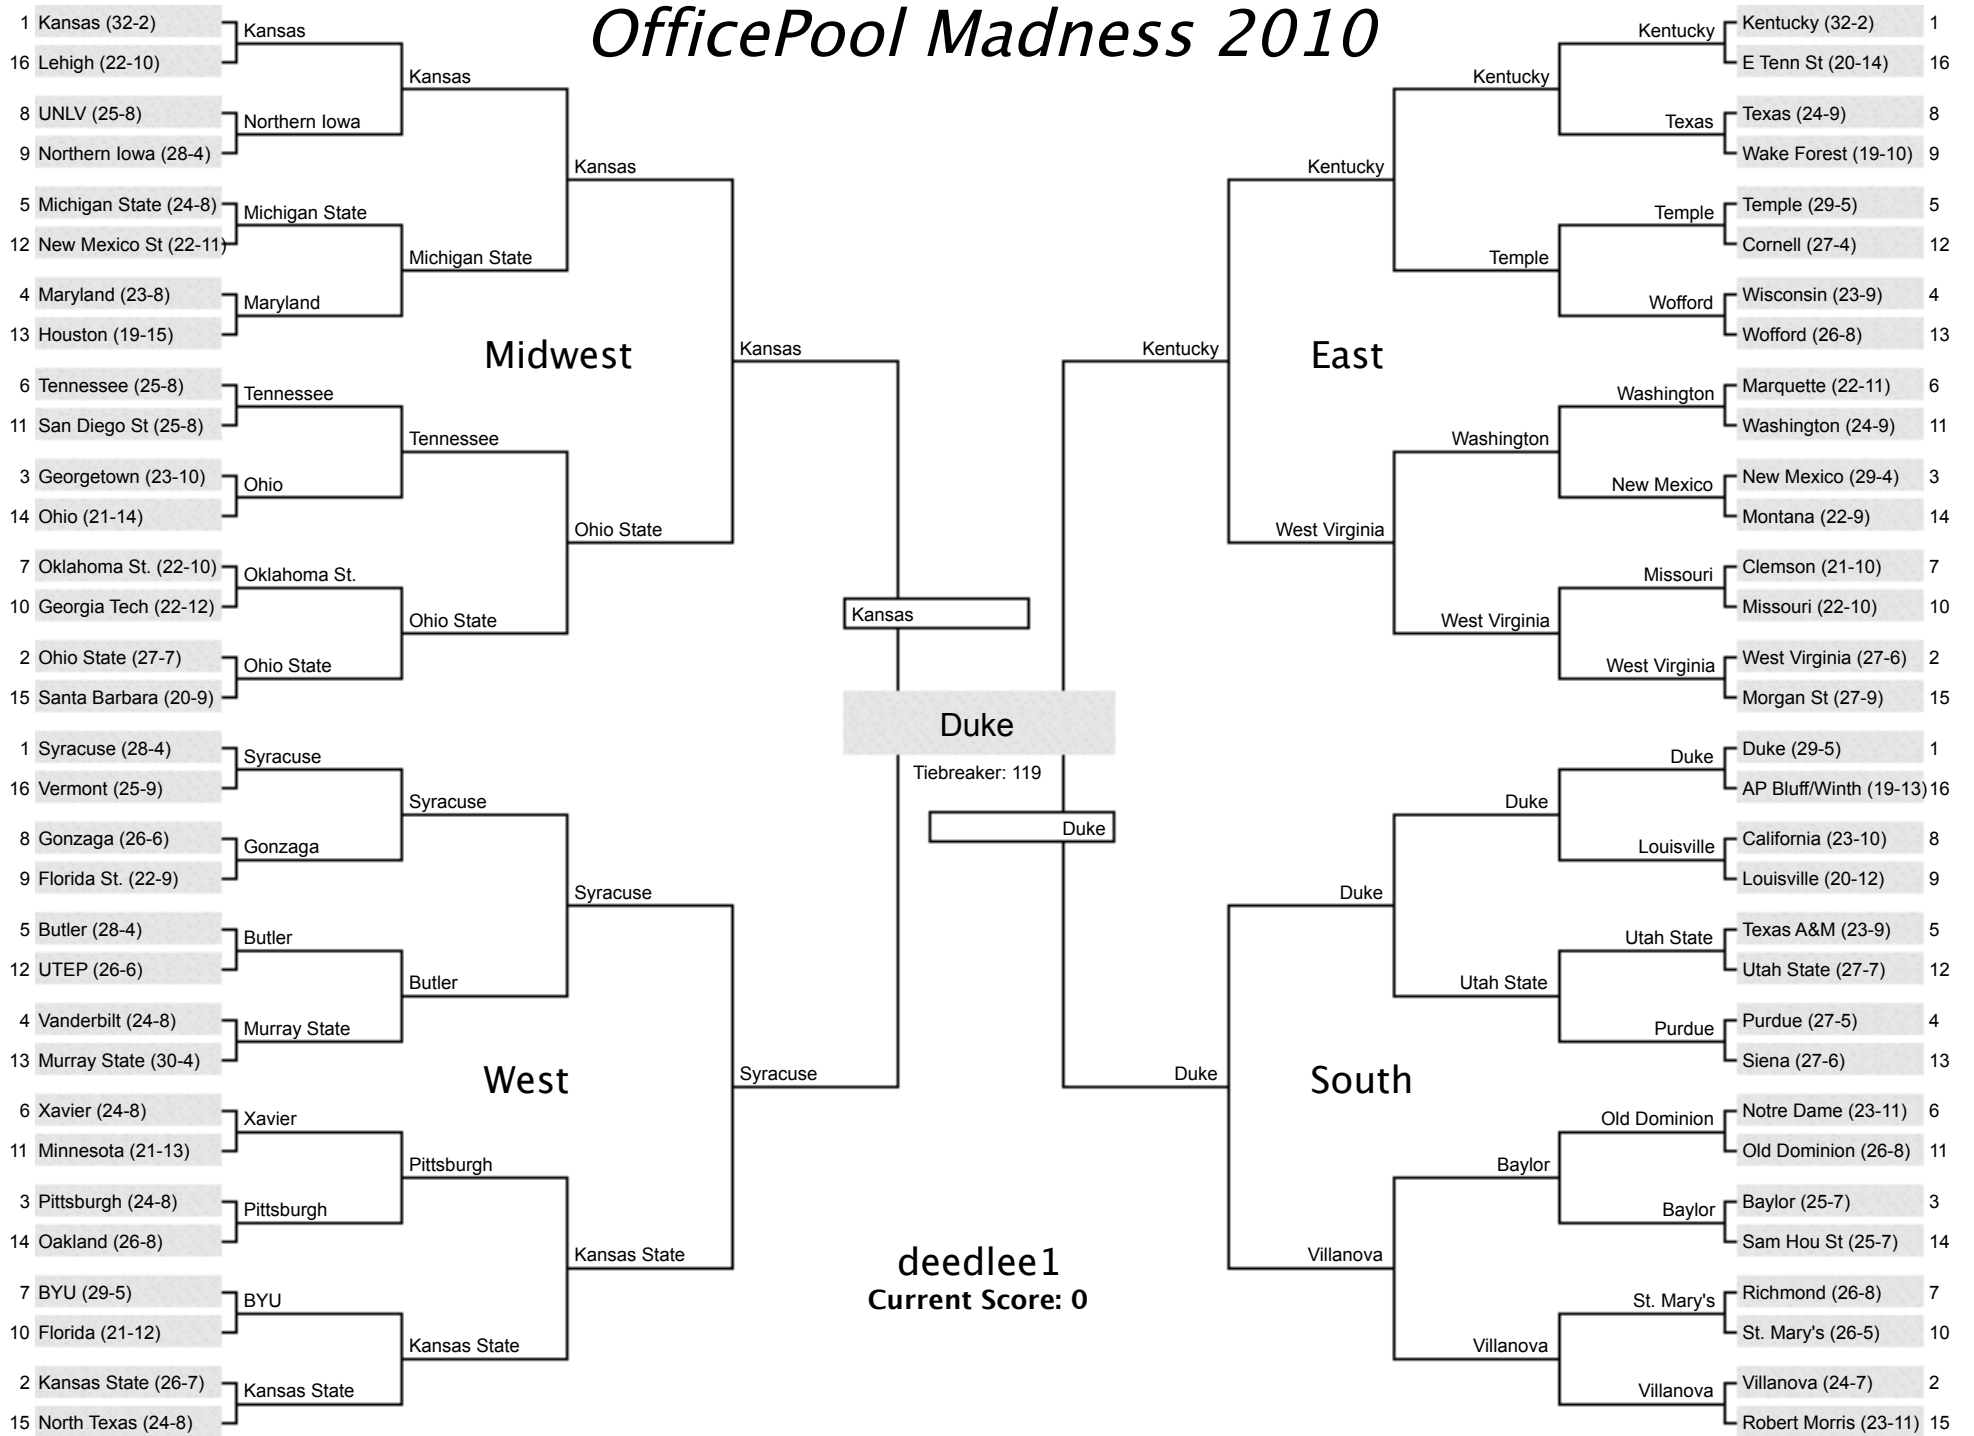 OfficePool Madness 2010
1 Kansas (32-2)
16 Lehigh (22-10)
8 UNLV (25-8)
9 Northern Iowa (28-4)
5 Michigan State (24-8)
12 New Mexico St (22-11)
4 Maryland (23-8)
13 Houston (19-15)
6 Tennessee (25-8)
11 San Diego St (25-8)
3 Georgetown (23-10)
14 Ohio (21-14)
7 Oklahoma St. (22-10)
10 Georgia Tech (22-12)
2 Ohio State (27-7)
15 Santa Barbara (20-9)
1 Syracuse (28-4)
16 Vermont (25-9)
8 Gonzaga (26-6)
9 Florida St. (22-9)
5 Butler (28-4)
12 UTEP (26-6)
4 Vanderbilt (24-8)
13 Murray State (30-4)
6 Xavier (24-8)
11 Minnesota (21-13)
3 Pittsburgh (24-8)
14 Oakland (26-8)
7 BYU (29-5)
10 Florida (21-12)
2 Kansas State (26-7)
15 North Texas (24-8)
Kansas
Northern Iowa
Michigan State
Maryland
Tennessee
Ohio
Oklahoma St.
Ohio State
Syracuse
Gonzaga
Butler
Murray State
Xavier
Pittsburgh
BYU
Kansas State
Kansas
Michigan State
Tennessee
Ohio State
Syracuse
Butler
Pittsburgh
Kansas State
Kansas
Ohio State
Syracuse
Kansas State
Midwest
West
Kansas
Syracuse
Kansas
Duke
Tiebreaker: 119
Duke
deedlee1
Current Score: 0
Kentucky
Duke
East
South
Kentucky
West Virginia
Duke
Villanova
Kentucky
Temple
Washington
West Virginia
Duke
Utah State
Baylor
Villanova
Kentucky
Texas
Temple
Wofford
Washington
New Mexico
Missouri
West Virginia
Duke
Louisville
Utah State
Purdue
Old Dominion
Baylor
St. Mary's
Villanova
Kentucky (32-2) 1
E Tenn St (20-14) 16
Texas (24-9) 8
Wake Forest (19-10) 9
Temple (29-5) 5
Cornell (27-4) 12
Wisconsin (23-9) 4
Wofford (26-8) 13
Marquette (22-11) 6
Washington (24-9) 11
New Mexico (29-4) 3
Montana (22-9) 14
Clemson (21-10) 7
Missouri (22-10) 10
West Virginia (27-6) 2
Morgan St (27-9) 15
Duke (29-5) 1
AP Bluff/Winth (19-13) 16
California (23-10) 8
Louisville (20-12) 9
Texas A&M (23-9) 5
Utah State (27-7) 12
Purdue (27-5) 4
Siena (27-6) 13
Notre Dame (23-11) 6
Old Dominion (26-8) 11
Baylor (25-7) 3
Sam Hou St (25-7) 14
Richmond (26-8) 7
St. Mary's (26-5) 10
Villanova (24-7) 2
Robert Morris (23-11) 15